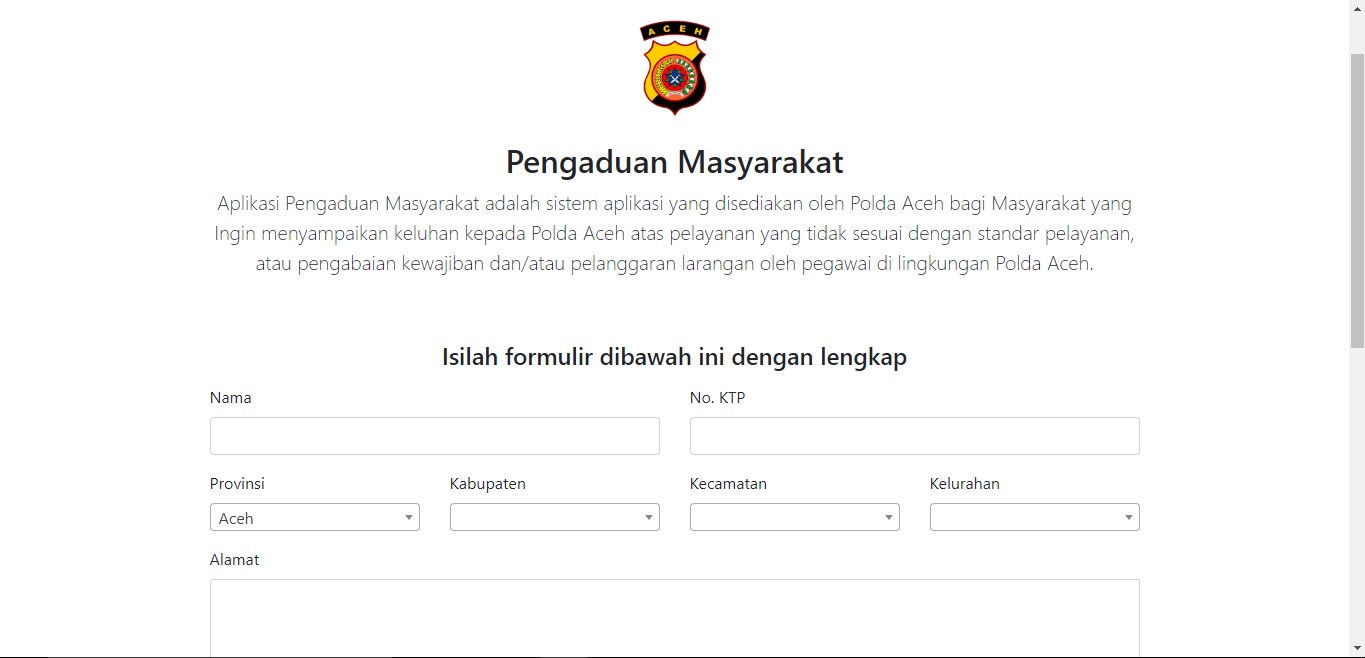 ACEH
Pengaduan Masyarakat
Aplikasi Pengaduan Masyarakat adalah sistem aplikasi yang disediakan oleh Polda Aceh bagi Masyarakat yang
Ingin menyampaikan keluhan kepada Polda Aceh atas pelayanan yang tidak sesuai dengan standar pelayanan,
atau pengabaian kewajiban dan/atau pelanggaran larangan oleh pegawai di lingkungan Polda Aceh.
Isilah formulir dibawah ini dengan lengkap
Nama No. KTP
Provinsi Kabupaten Kecamatan Kelurahan
Aceh
Alamat